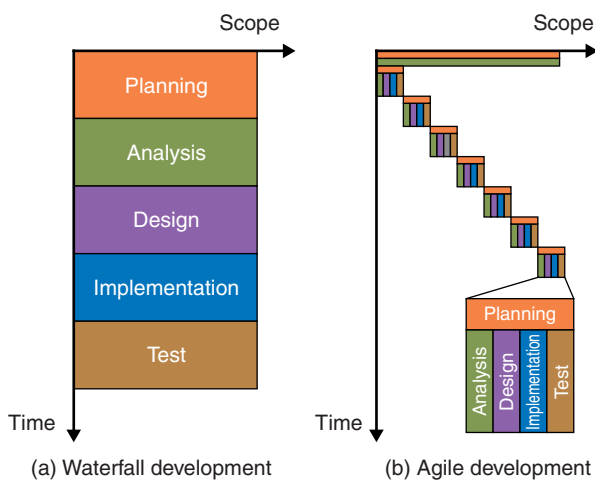 Scope
Planning
Analysis
Design
Implementation
Test
Time
(a) Waterfall development
Scope
Planning
Analysis
Design
Implementation
Test
Time
(b) Agile development